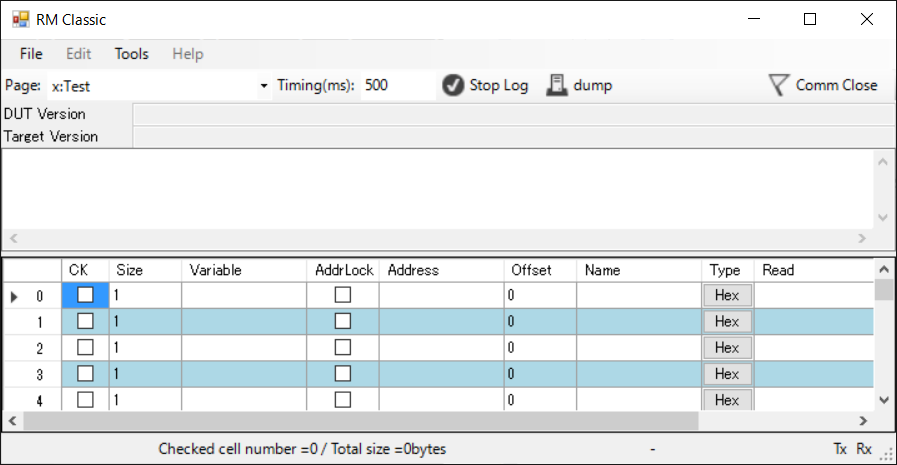 RM Classic
File Edit Tools Help
Page: x:Test Timing(ms): 500 Stop Log dump Comm Close
DUT Version
Target Version
CK Size Variable AddrLock Address Offset Name Type Read
0 1 0 Hex
1 1 0 Hex
2 1 0 Hex
3 1 0 Hex
4 1 0 Hex
Checked cell number =0 / Total size =0bytes - Tx Rx